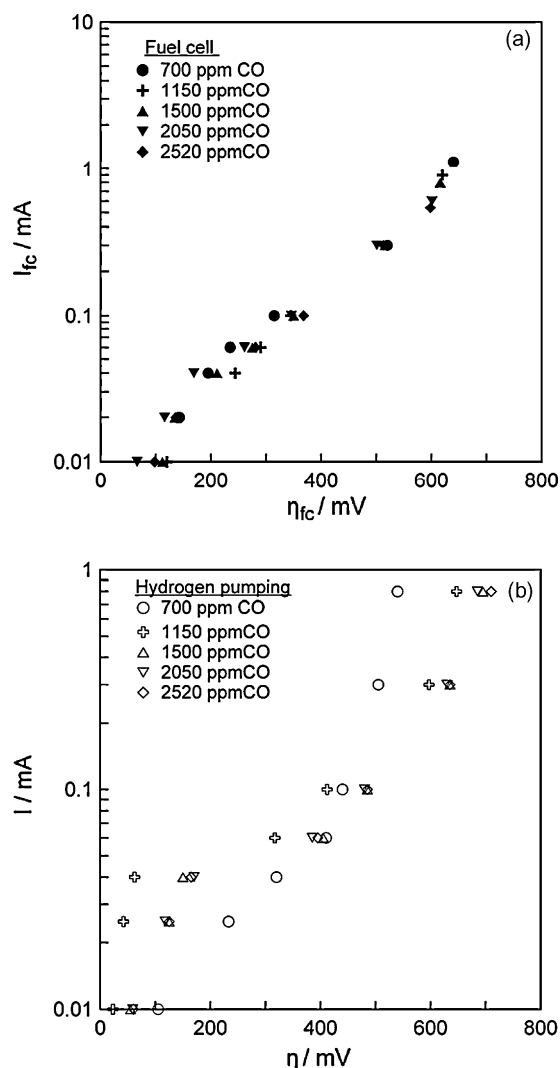 (a)
Fuel cell
700 ppm CO
1150 ppmCO
1500 ppmCO
2050 ppmCO
2520 ppmCO
10
1
0.1
0.01
Ifc / mA
0
200
400
600
800
ηfc / mV
(b)
Hydrogen pumping
700 ppm CO
1150 ppmCO
1500 ppmCO
2050 ppmCO
2520 ppmCO
1
0.1
0.01
I / mA
0
200
400
600
800
η / mV